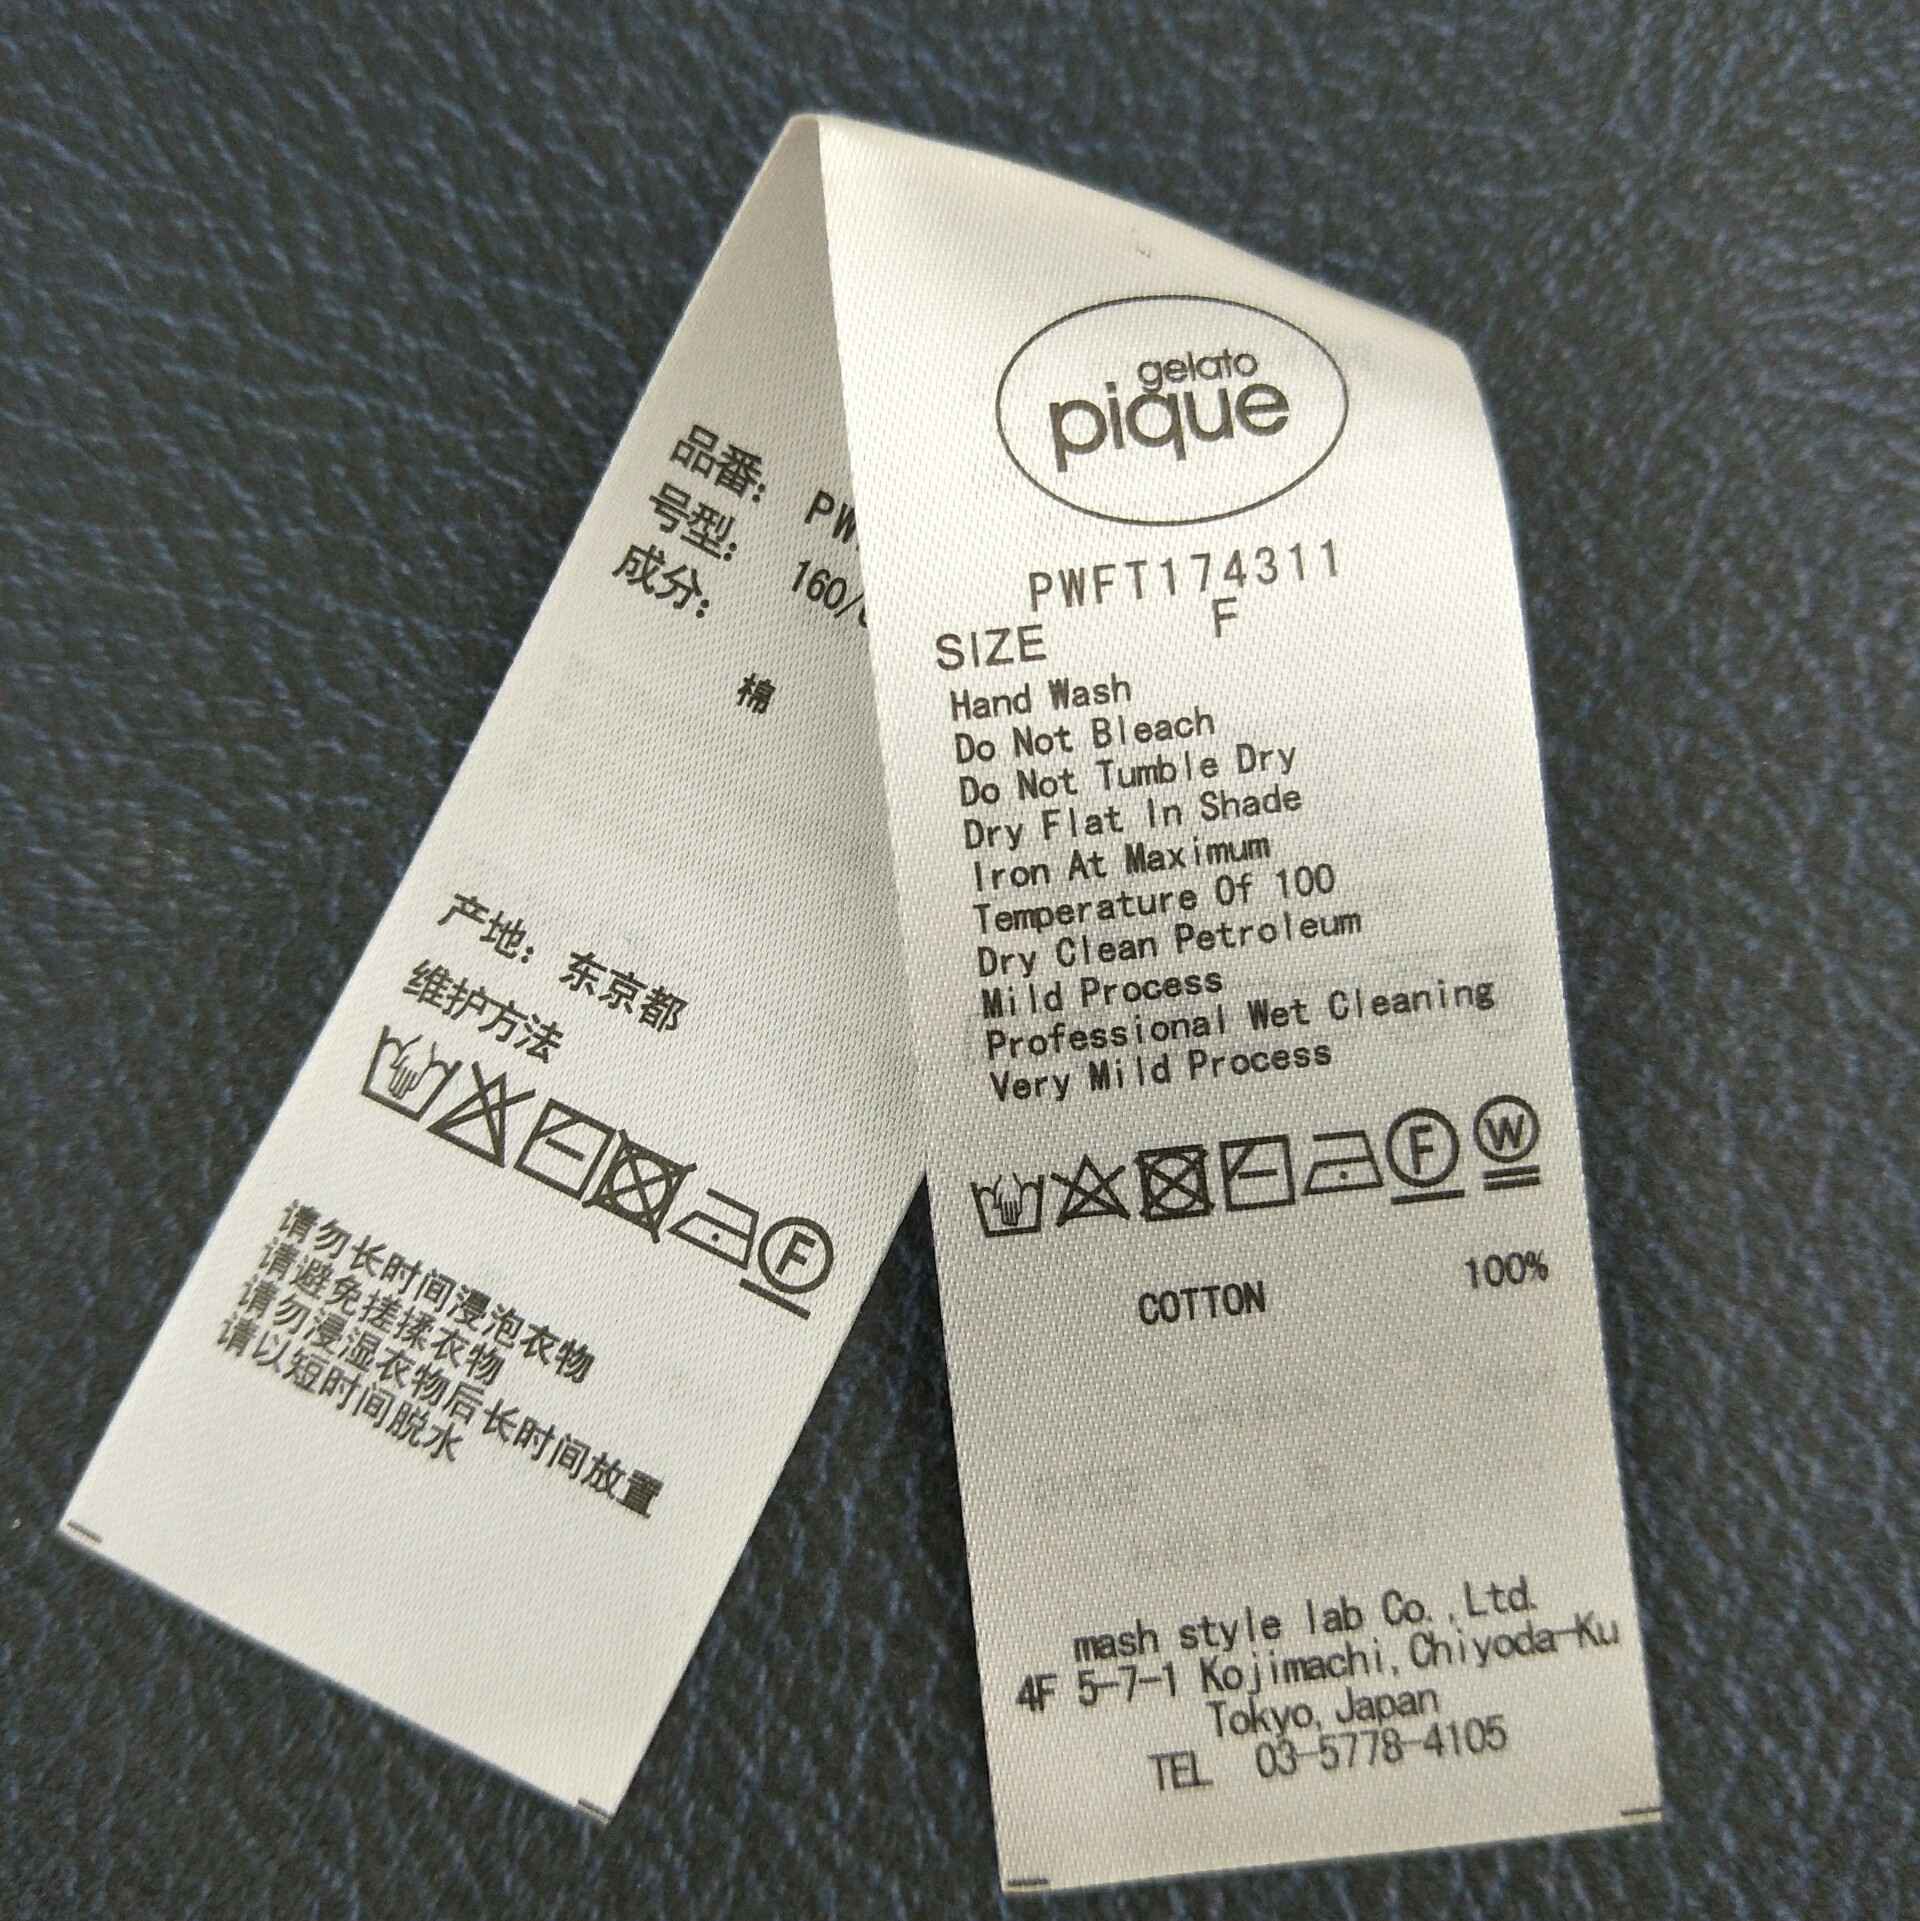 品番： PW
号型： 160/
成分：
棉
产地： 东京都
维护方法
F
请勿长时间浸泡衣物
请避免搓揉衣物
请勿浸湿衣物后长时间放置
请以短时间脱水
gelato
pique
PWFT174311
SIZE F
Hand Wash
Do Not Bleach
Do Not Tumble Dry
Dry Flat In Shade
Iron At Maximum
Temperature Of 100
Dry Clean Petroleum
Mild Process
Professional Wet Cleaning
Very Mild Process
F W
COTTON 100%
mash style lab Co.,Ltd.
4F 5-7-1 Kojimachi,Chiyoda-Ku
Tokyo,Japan
TEL 03-5778-4105